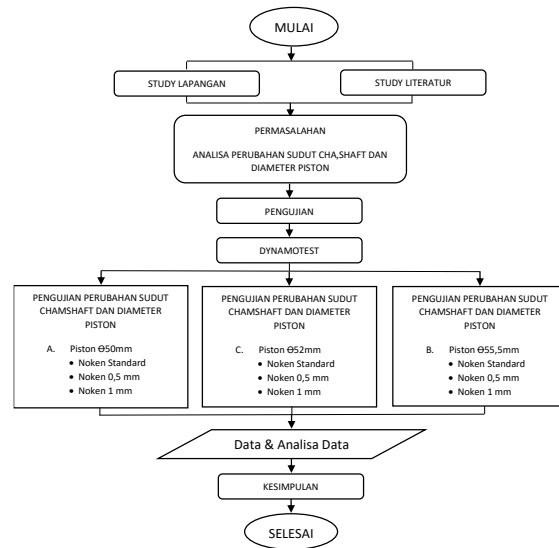 MULAI
STUDY LAPANGAN
STUDY LITERATUR
PERMASALAHAN
ANALISA PERUBAHAN SUDUT CHA,SHAFT DAN
DIAMETER PISTON
PENGUJIAN
DYNAMOTEST
PENGUJIAN PERUBAHAN SUDUT
CHAMSHAFT DAN DIAMETER
PISTON
A. Piston ϴ50mm
• Noken Standard
• Noken 0,5 mm
• Noken 1 mm
PENGUJIAN PERUBAHAN SUDUT
CHAMSHAFT DAN DIAMETER
PISTON
C. Piston ϴ52mm
• Noken Standard
• Noken 0,5 mm
• Noken 1 mm
PENGUJIAN PERUBAHAN SUDUT
CHAMSHAFT DAN DIAMETER
PISTON
B. Piston ϴ55,5mm
• Noken Standard
• Noken 0,5 mm
• Noken 1 mm
Data & Analisa Data
KESIMPULAN
SELESAI